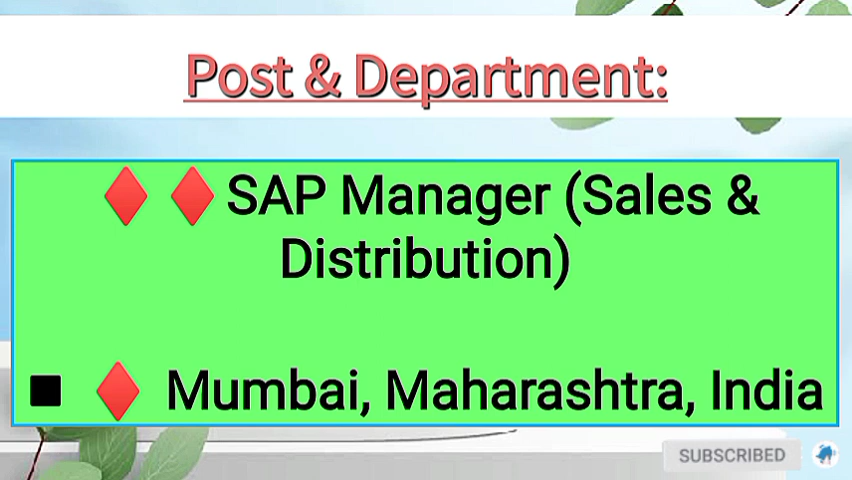 Post & Department:
♦️ ♦️ SAP Manager (Sales &
Distribution)
■ ♦️ Mumbai, Maharashtra, India
SUBSCRIBED